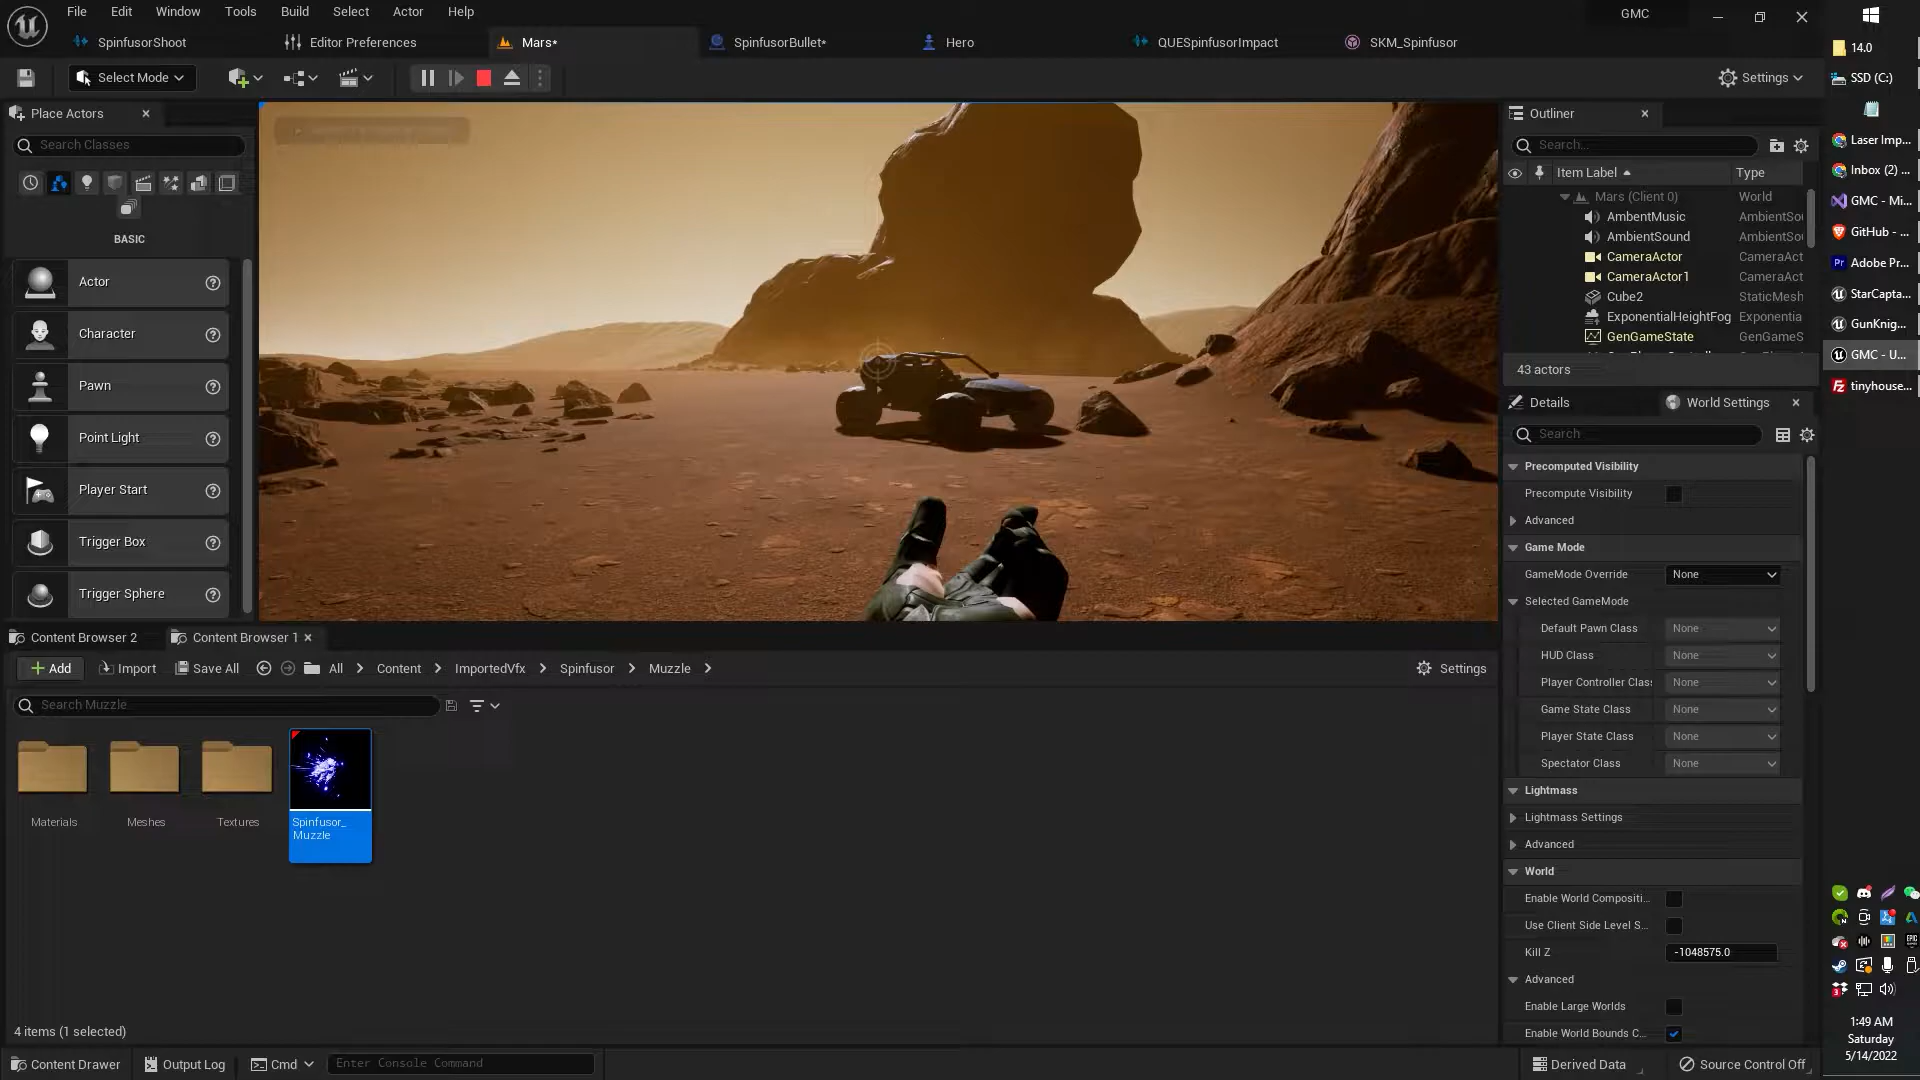 File Edit Window Tools Build Select Actor Help
GMC
SpinfusorShoot
Editor Preferences
Mars*
SpinfusorBullet*
Hero
QUESpinfusorImpact
SKM_Spinfusor
Select Mode
Settings
Place Actors
Search Classes
BASIC
Actor
Character
Pawn
Point Light
Player Start
Trigger Box
Trigger Sphere
Outliner
Search...
Item Label Type
Mars (Client 0) World
AmbentMusic AmbientSo
AmbientSound AmbientSo
CameraActor CameraAct
CameraActor1 CameraAct
Cube2 StaticMesh
ExponentialHeightFog Exponentia
GenGameState GenGameS
43 actors
Details
World Settings
Search
Precomputed Visibility
Precompute Visibility
Advanced
Game Mode
GameMode Override None
Selected GameMode
Default Pawn Class None
HUD Class None
Player Controller Clas None
Game State Class None
Player State Class None
Spectator Class None
Lightmass
Lightmass Settings
Advanced
World
Enable World Compositi...
Use Client Side Level S...
Kill Z -1048575.0
Advanced
Enable Large Worlds
Enable World Bounds C...
Content Browser 2
Content Browser 1
Add
Import
Save All
All
Content
ImportedVfx
Spinfusor
Muzzle
Settings
Search Muzzle
Materials
Meshes
Textures
Spinfusor_
Muzzle
4 items (1 selected)
Content Drawer
Output Log
Cmd
Enter Console Command
Derived Data
Source Control Off
14.0
SSD (C:)
Laser Imp...
Inbox (2) ...
GMC - Mi...
GitHub - ...
Adobe Pr...
StarCapta...
GunKnig...
GMC - U...
tinyhouse...
1:49 AM
Saturday
5/14/2022